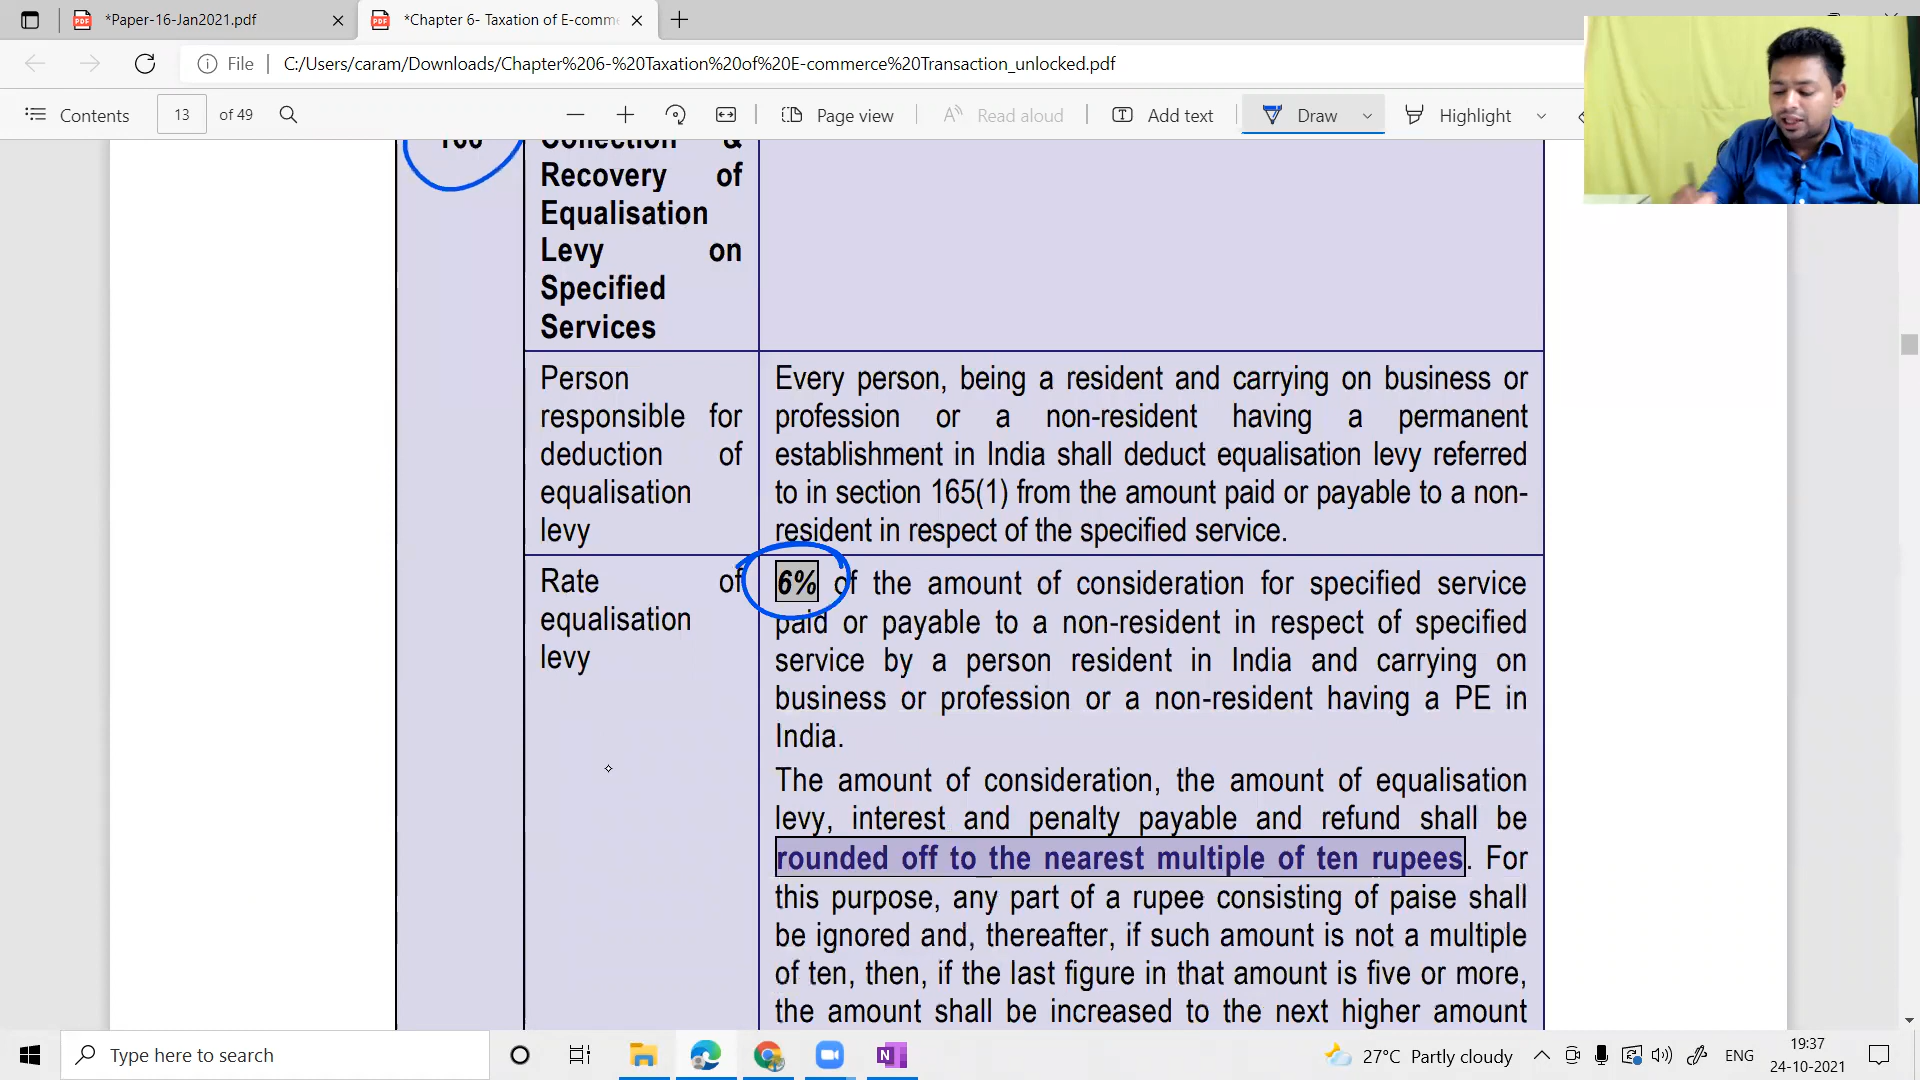 *Paper-16-Jan2021.pdf
*Chapter 6- Taxation of E-comm
File
C:/Users/caram/Downloads/Chapter%206-%20Taxation%20of%20E-commerce%20Transaction_unlocked.pdf
Contents
13
of 49
Page view
Read aloud
Add text
Draw
Highlight
166
Collection &
Recovery of
Equalisation
Levy on
Specified
Services
Person
responsible for
deduction of
equalisation
levy
Every person, being a resident and carrying on business or
profession or a non-resident having a permanent
establishment in India shall deduct equalisation levy referred
to in section 165(1) from the amount paid or payable to a non-
resident in respect of the specified service.
Rate of
equalisation
levy
6% of the amount of consideration for specified service
paid or payable to a non-resident in respect of specified
service by a person resident in India and carrying on
business or profession or a non-resident having a PE in
India.
The amount of consideration, the amount of equalisation
levy, interest and penalty payable and refund shall be
rounded off to the nearest multiple of ten rupees. For
this purpose, any part of a rupee consisting of paise shall
be ignored and, thereafter, if such amount is not a multiple
of ten, then, if the last figure in that amount is five or more,
the amount shall be increased to the next higher amount
Type here to search
27°C Partly cloudy
ENG
19:37
24-10-2021